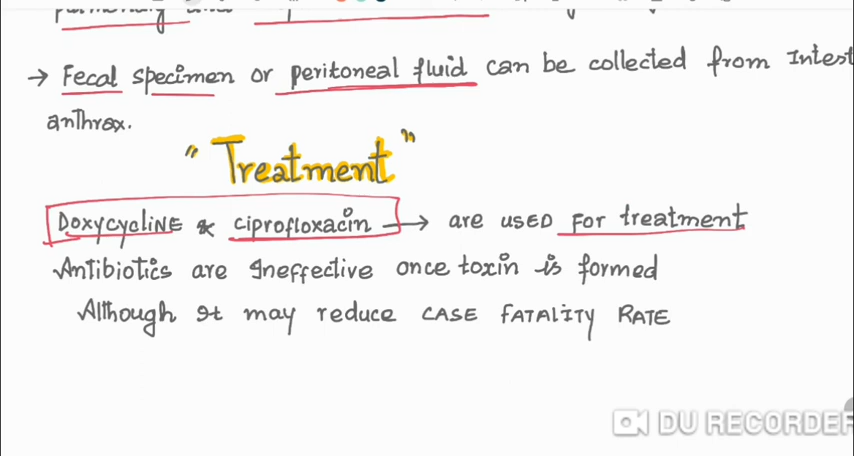 → Fecal specimen or peritoneal fluid can be collected from Intest
anthrax.
" Treatment "
Doxycycline & ciprofloxacin → are used for treatment
Antibiotics are Ineffective once toxin is formed
Although It may reduce CASE FATALITY RATE
DU RECORDER